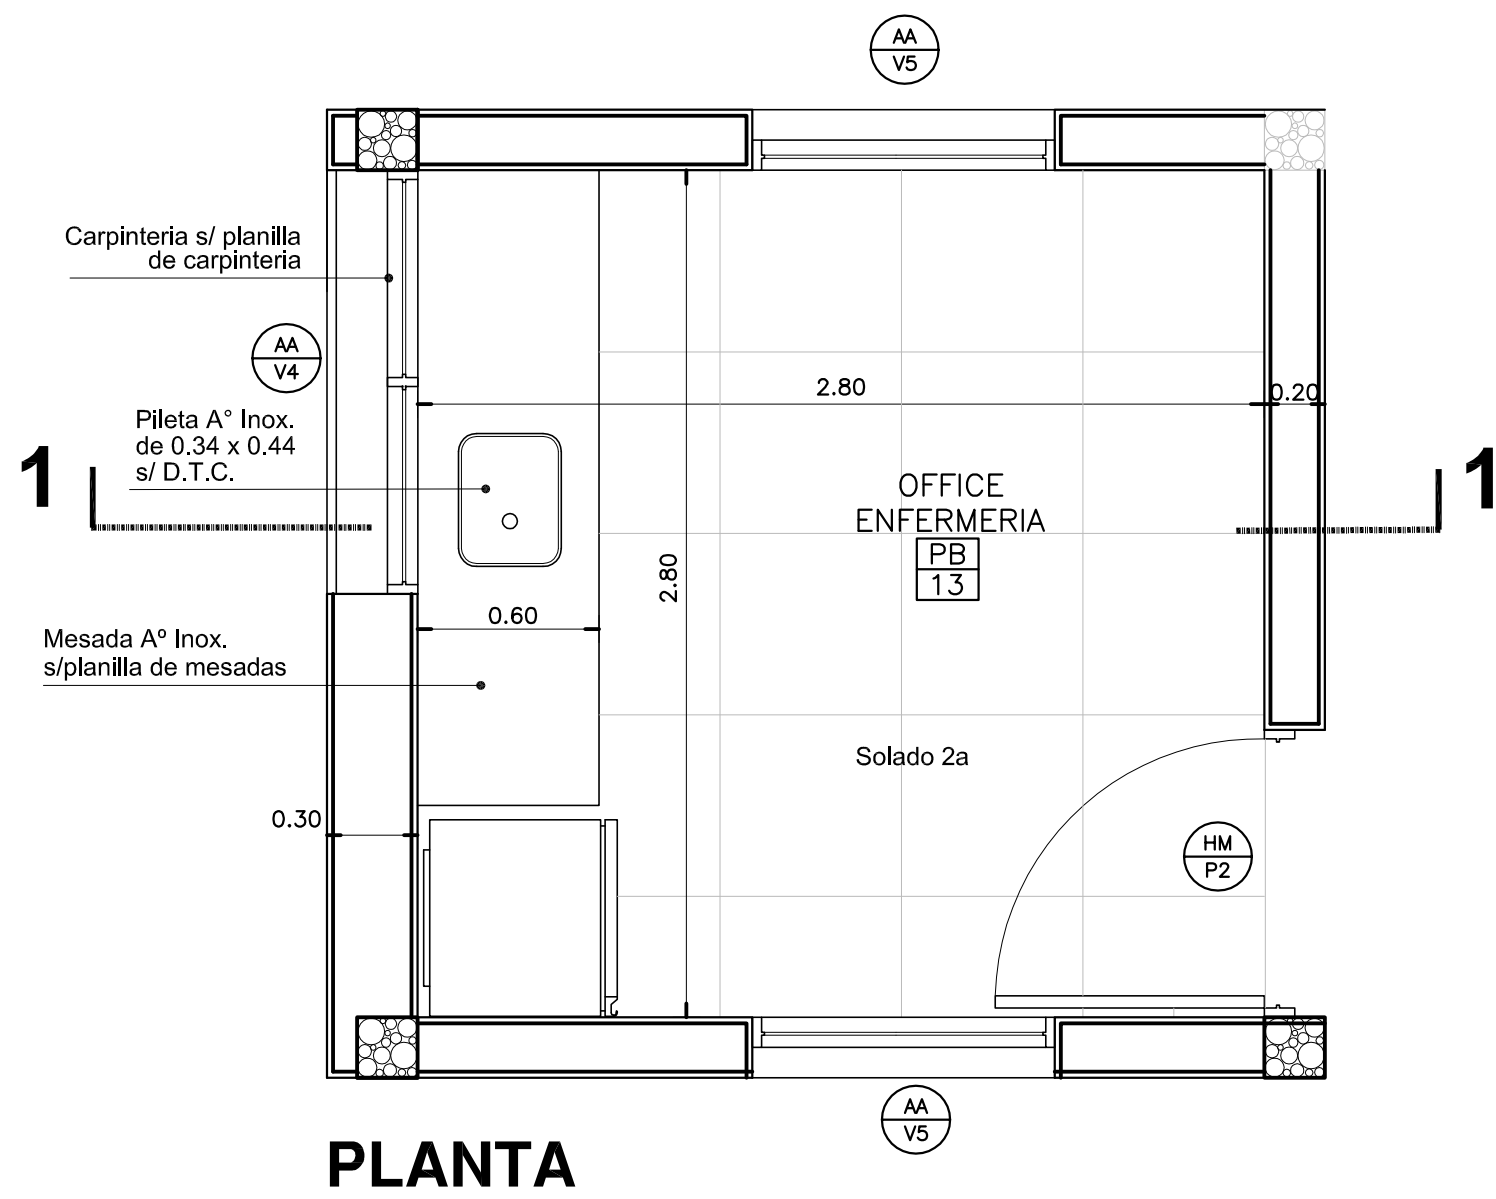 AA
V5
Carpinteria s/ planilla
de carpinteria
AA
V4
2.80
0.20
Pileta A° Inox.
de 0.34 x 0.44
s/ D.T.C.
1
1
OFFICE
ENFERMERIA
PB
13
2.80
0.60
Mesada Aº Inox.
s/planilla de mesadas
Solado 2a
0.30
HM
P2
AA
V5
PLANTA